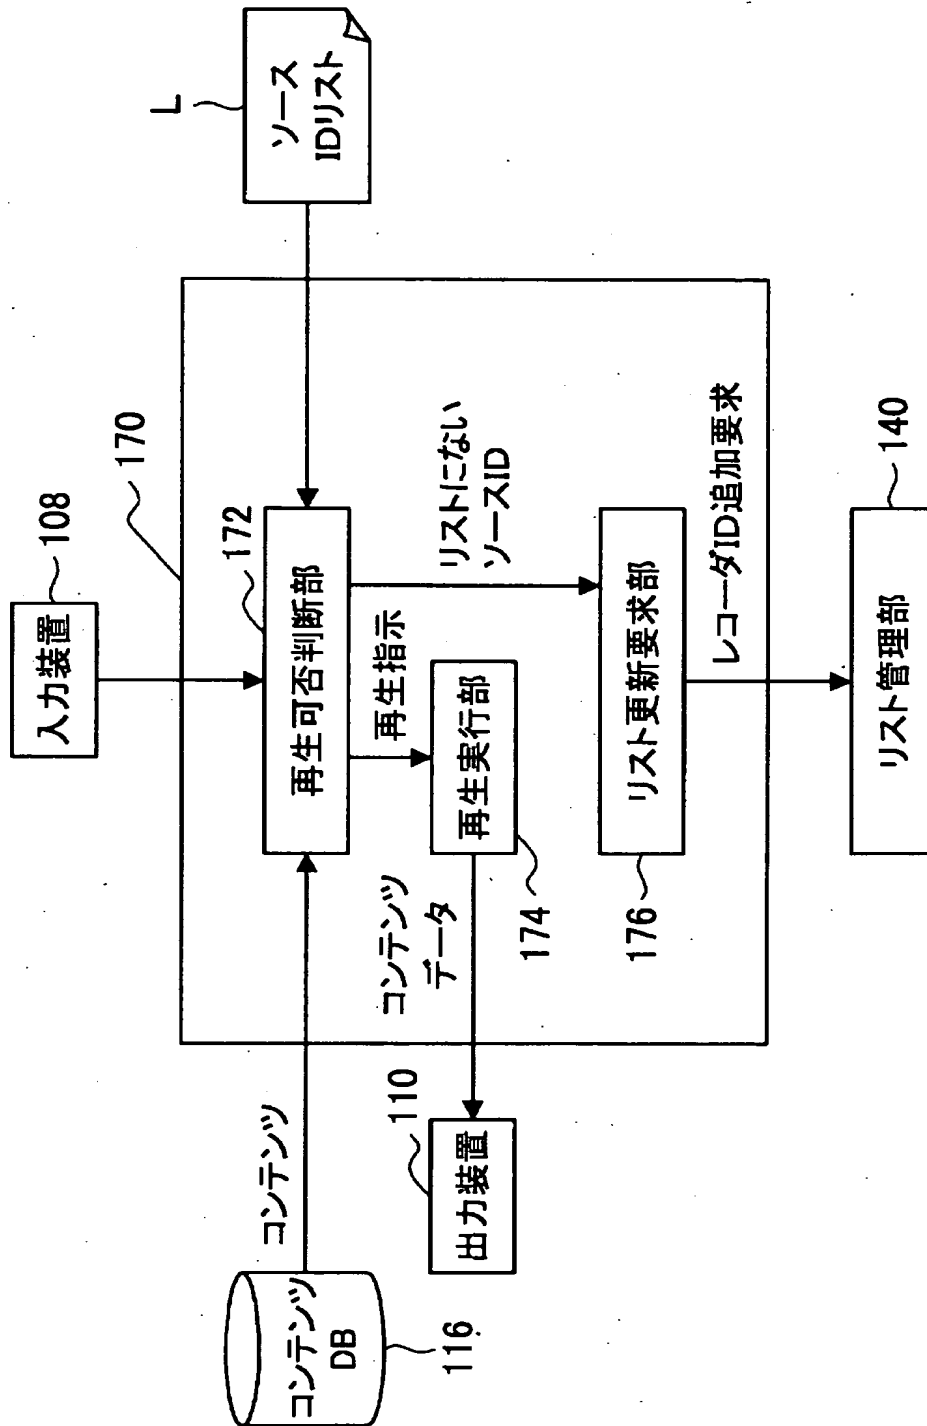 L
ソース
IDリスト
170
108
入力装置
172
再生可否判断部
リストにない
ソースID
再生指示
再生実行部
174
リスト更新要求部
176
レコーダID追加要求
140
リスト管理部
コンテンツ
データ
110
出力装置
コンテンツ
コンテンツ
DB
116